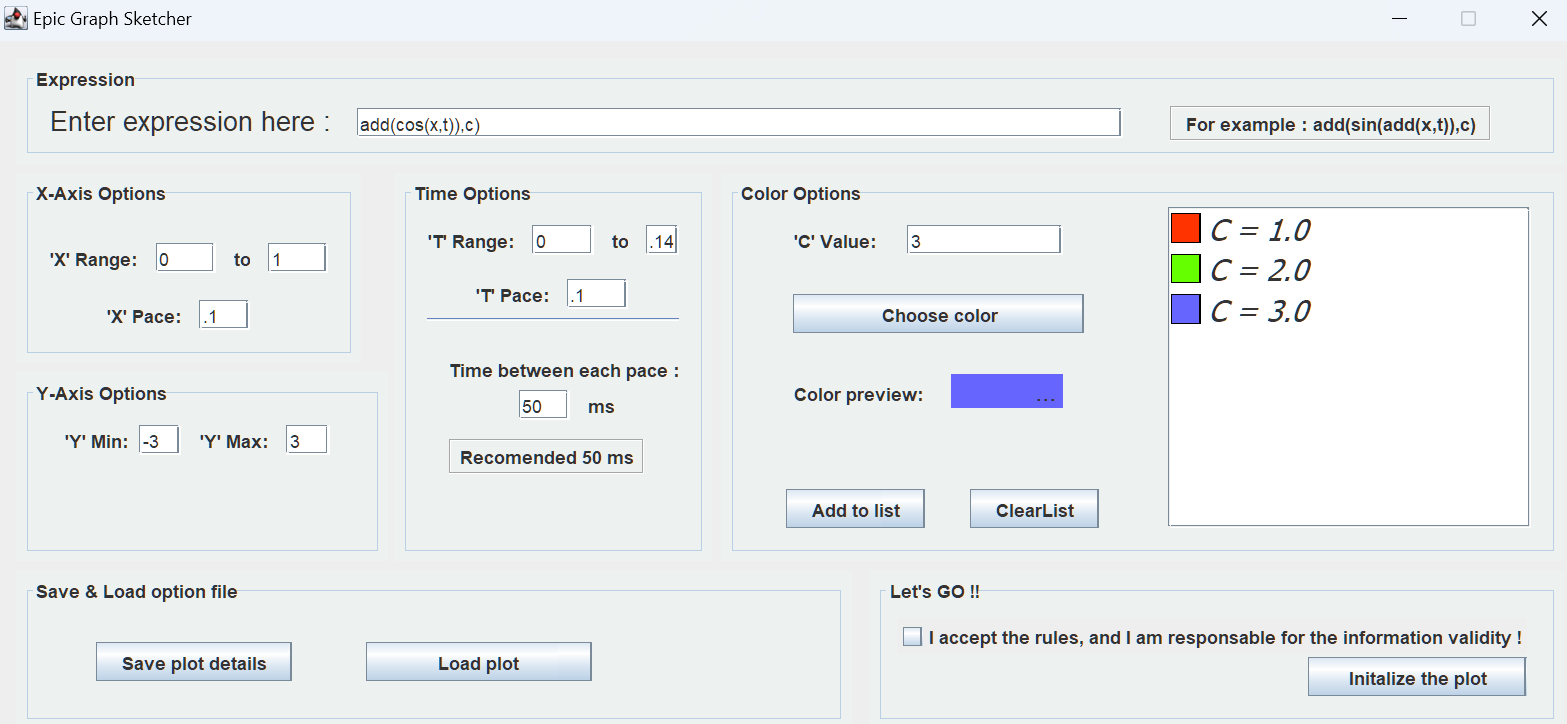 Epic Graph Sketcher
Expression
Enter expression here :
add(cos(x,t)),c)
For example : add(sin(add(x,t)),c)
X-Axis Options
'X' Range:
0
to
1
'X' Pace:
.1
Y-Axis Options
'Y' Min:
-3
'Y' Max:
3
Time Options
'T' Range:
0
to
.14
'T' Pace:
.1
Time between each pace :
50
ms
Recomended 50 ms
Color Options
'C' Value:
3
Choose color
Color preview:
...
Add to list
ClearList
C = 1.0
C = 2.0
C = 3.0
Save & Load option file
Save plot details
Load plot
Let's GO !!
I accept the rules, and I am responsable for the information validity !
Initalize the plot